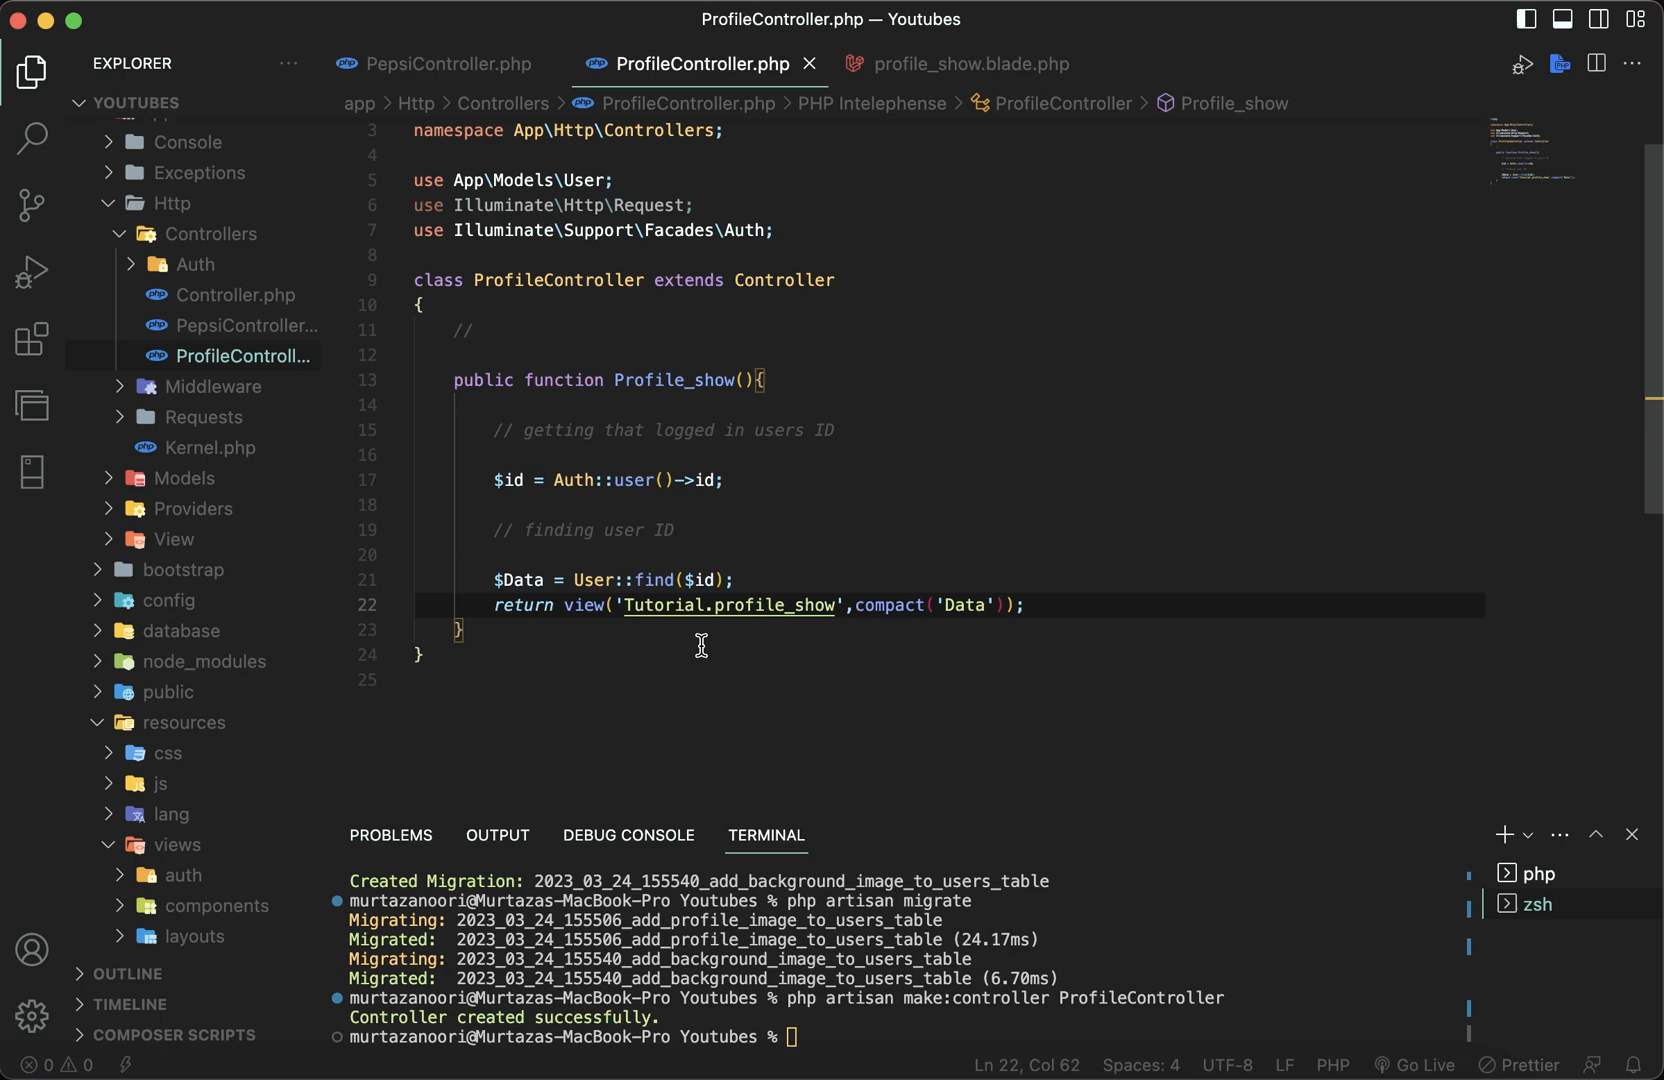 ProfileController.php — Youtubes
EXPLORER
PepsiController.php
ProfileController.php
profile_show.blade.php
YOUTUBES
app > Http > Controllers > ProfileController.php > PHP Intelephense > ProfileController > Profile_show
Console
Exceptions
Http
Controllers
Auth
Controller.php
PepsiController...
ProfileControll...
Middleware
Requests
Kernel.php
Models
Providers
View
bootstrap
config
database
node_modules
public
resources
css
js
lang
views
auth
components
layouts
OUTLINE
TIMELINE
COMPOSER SCRIPTS
3 namespace App\Http\Controllers;
4
5 use App\Models\User;
6 use Illuminate\Http\Request;
7 use Illuminate\Support\Facades\Auth;
8
9 class ProfileController extends Controller
10 {
11 //
12
13 public function Profile_show(){
14
15 // getting that logged in users ID
16
17 $id = Auth::user()->id;
18
19 // finding user ID
20
21 $Data = User::find($id);
22 return view('Tutorial.profile_show',compact('Data'));
23 }
24 }
25
PROBLEMS OUTPUT DEBUG CONSOLE TERMINAL
Created Migration: 2023_03_24_155540_add_background_image_to_users_table
murtazanoori@Murtazas-MacBook-Pro Youtubes % php artisan migrate
Migrating: 2023_03_24_155506_add_profile_image_to_users_table
Migrated: 2023_03_24_155506_add_profile_image_to_users_table (24.17ms)
Migrating: 2023_03_24_155540_add_background_image_to_users_table
Migrated: 2023_03_24_155540_add_background_image_to_users_table (6.70ms)
murtazanoori@Murtazas-MacBook-Pro Youtubes % php artisan make:controller ProfileController
Controller created successfully.
murtazanoori@Murtazas-MacBook-Pro Youtubes %
php
zsh
0 0 Ln 22, Col 62 Spaces: 4 UTF-8 LF PHP Go Live Prettier